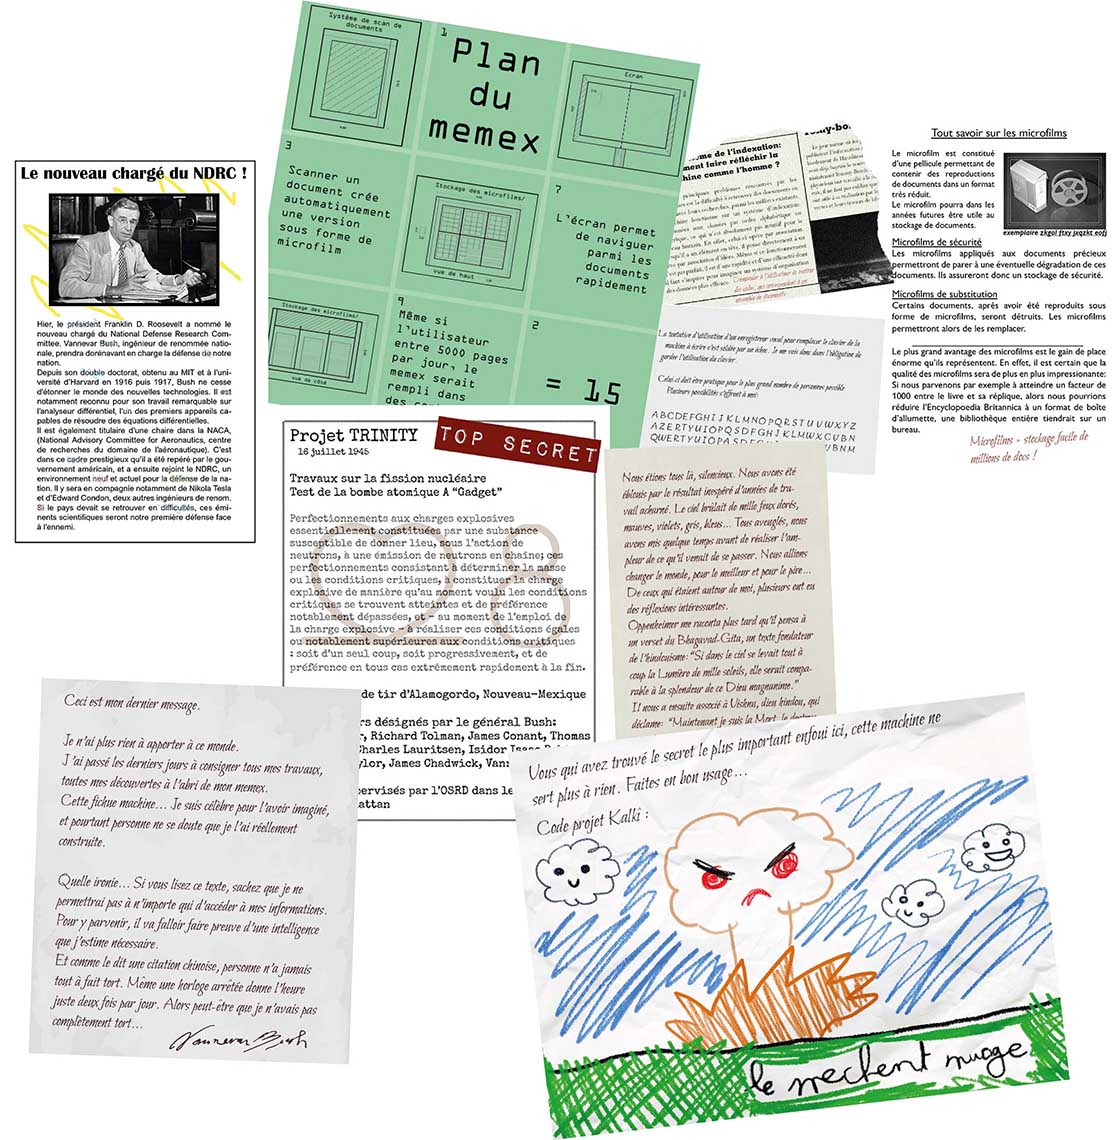 Système de scan de
documents
1
Plan
du
memex
Ecran
3
Scanner un
document crée
automatiquement
une version
sous forme de
microfilm
Stockage des microfilms/
vue de haut
7
L'écran permet
de naviguer
parmi les
documents
rapidement
Stockage des microfilms/
vue de côté
9
Même si
l'utilisateur
entre 5000 pages
par jour, le
memex serait
rempli dans
2
= 15
Le nouveau chargé du NDRC !
Hier, le président Franklin D. Roosevelt a nommé le
nouveau chargé du National Defense Research Com-
mittee. Vannevar Bush, ingénieur de renommée natio-
nale, prendra dorénavant en charge la défense de notre
nation.
Depuis son double doctorat, obtenu au MIT et à l'uni-
versité d'Harvard en 1916 puis 1917, Bush ne cesse
d'étonner le monde des nouvelles technologies. Il est
notamment reconnu pour son travail remarquable sur
l'analyseur différentiel, l'un des premiers appareils ca-
pables de résoudre des équations différentielles.
Il est également titulaire d'une chaire dans la NACA,
(National Advisory Committee for Aeronautics, centre
de recherches du domaine de l'aéronautique). C'est
dans ce cadre prestigieux qu'il a été repéré par le gou-
vernement américain, et a ensuite rejoint le NDRC, un
environnement neuf et actuel pour la défense de la na-
tion. Il y sera en compagnie notamment de Nikola Tesla
et d'Edward Condon, deux autres ingénieurs de renom.
Si le pays devait se retrouver en difficultés, ces émi-
nents scientifiques seront notre première défense face
à l'ennemi.
ème de l'indexation:
ment faire réfléchir la
chine comme l'homme ?
La tentative d'utilisation d'un enregistreur vocal pour remplacer le clavier de la
machine à écrire s'est soldée par un échec. Je me vois donc dans l'obligation de
garder l'utilisation du clavier.
Celui-ci doit être pratique pour le plus grand nombre de personnes possible
Plusieurs possibilités s'offrent à moi:
ABCDEFGHIJKLMNOPQRSTUVWXYZ
AZERTYUIOPQSDFGHJKLMWXCVBN
Tout savoir sur les microfilms
Le microfilm est constitué
d'une pellicule permettant de
contenir des reproductions
de documents dans un format
très réduit.
Le microfilm pourra dans les
années futures être utile au
stockage de documents.
exemplaire zkgol ftxy jxqzkt eofj
Microfilms de sécurité
Les microfilms appliqués aux documents précieux
permettront de parer à une éventuelle dégradation de ces
documents. Ils assureront donc un stockage de sécurité.
Microfilms de substitution
Certains documents, après avoir été reproduits sous
forme de microfilms, seront détruits. Les microfilms
permettront alors de les remplacer.
Le plus grand avantage des microfilms est le gain de place
énorme qu'ils représentent. En effet, il est certain que la
qualité des microfilms sera de plus en plus impressionante:
Si nous parvenons par exemple à atteindre un facteur de
1000 entre le livre et sa réplique, alors nous pourrions
réduire l'Encyclopoedia Britannica à un format de boîte
d'allumette, une bibliothèque entière tiendrait sur un
bureau.
Microfilms = stockage facile de
millions de docs !
Projet TRINITY
16 juillet 1945
TOP SECRET
Travaux sur la fission nucléaire
Test de la bombe atomique A "Gadget"
Perfectionnements aux charges explosives
essentiellement constituées par une substance
susceptible de donner lieu, sous l'action de
neutrons, à une émission de neutrons en chaine; ces
perfectionnements consistant à déterminer la masse
ou les conditions critiques, à constituer la charge
explosive de manière qu'au moment voulu les conditions
critique se trouvent atteintes et de préférence
notablement dépassées, et - au moment de l'emploi de
la charge explosive - à réaliser ces conditions égales
ou notablement supérieures aux conditions critiques
: soit d'un seul coup, soit progressivement, et de
préférence en tous cas extrêmement rapidement à la fin.
de tir d'Alamogordo, Nouveau-Mexique
rs désignés par le général Bush:
r, Richard Tolman, James Conant, Thomas
Charles Lauritsen, Isidor Isaac
ylor, James Chadwick, Vann
ervisés par l'OSRD dans le
attan
Nous étions tous là, silencieux. Nous avons été
éblouis par le résultat inespéré d'années de tra-
vail acharné. Le ciel brûlait de mille feux dorés,
mauves, violets, gris, bleus... Tous aveuglés, nous
avons mis quelque temps avant de réaliser l'am-
pleur de ce qu'il venait de se passer. Nous allions
changer le monde, pour le meilleur et pour le pire...
De ceux qui étaient autour de moi, plusieurs ont eu
des réflexions intéressantes.
Oppenheimer me raconta plus tard qu'il pensa à
un verset du Bhagavad-Gita, un texte fondateur
de l'hindouisme: "Si dans le ciel se levait tout à
coup la Lumière de mille soleils, elle serait compa-
rable à la splendeur de ce Dieu magnanime."
Il nous a ensuite associé à Vishnu, dieu hindou, qui
déclame: "Maintenant je suis la Mort, le
Ceci est mon dernier message.
Je n'ai plus rien à apporter à ce monde.
J'ai passé les derniers jours à consigner tous mes travaux,
toutes mes découvertes à l'abri de mon memex.
Cette fichue machine... Je suis célèbre pour l'avoir imaginé,
et pourtant personne ne se doute que je l'ai réellement
construite.
Quelle ironie... Si vous lisez ce texte, sachez que je ne
permettrai pas à n'importe qui d'accéder à mes informations.
Pour y parvenir, il va falloir faire preuve d'une intelligence
que j'estime nécessaire.
Et comme le dit une citation chinoise, personne n'a jamais
tout à fait tort. Même une horloge arrêtée donne l'heure
juste deux fois par jour. Alors peut-être que je n'avais pas
complètement tort...
Vannevar Bush
Vous qui avez trouvé le secret le plus important enfoui ici, cette machine ne
sert plus à rien. Faites en bon usage...
Code projet Kalkî :
le mechent nuage